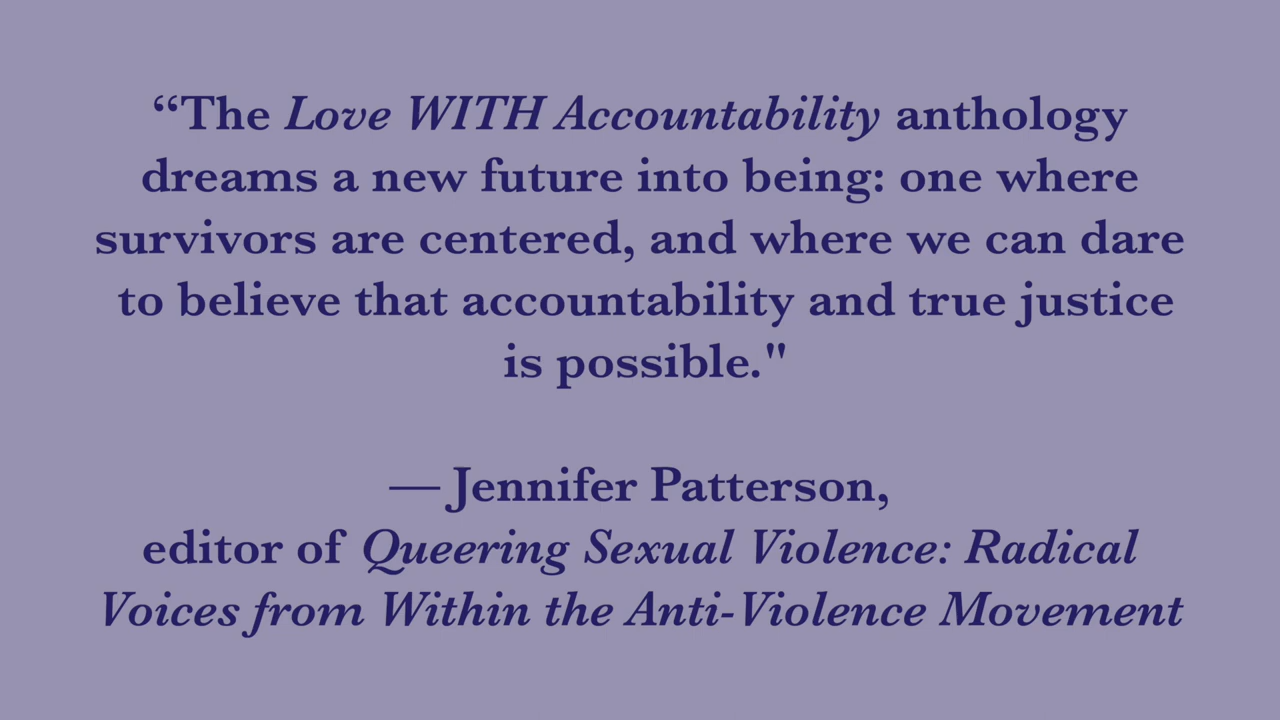 “The Love WITH Accountability anthology
dreams a new future into being: one where
survivors are centered, and where we can dare
to believe that accountability and true justice
is possible."
— Jennifer Patterson,
editor of Queering Sexual Violence: Radical
Voices from Within the Anti-Violence Movement